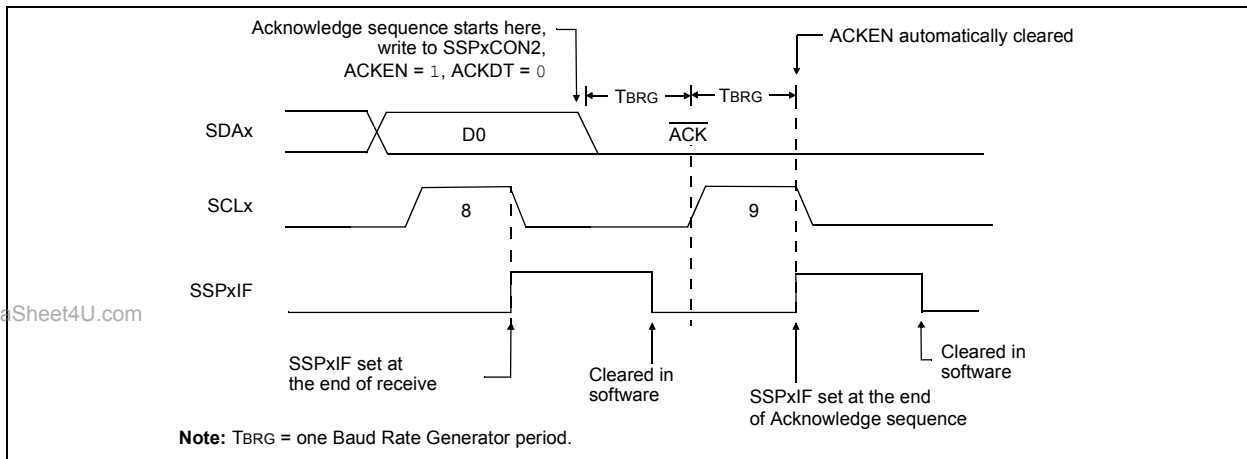 Acknowledge sequence starts here,
write to SSPxCON2,
ACKEN = 1, ACKDT = 0
ACKEN automatically cleared
TBRG
TBRG
SDAx
D0
ACK
SCLx
8
9
SSPxIF
aSheet4U.com
SSPxIF set at
the end of receive
Cleared in
software
SSPxIF set at the end
of Acknowledge sequence
Cleared in
software
Note: TBRG = one Baud Rate Generator period.